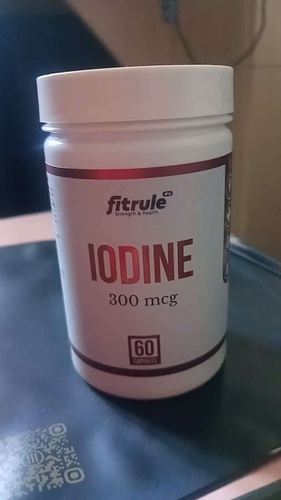 fitrule
Strength & health
IODINE
300 mcg
60
CAPSULES